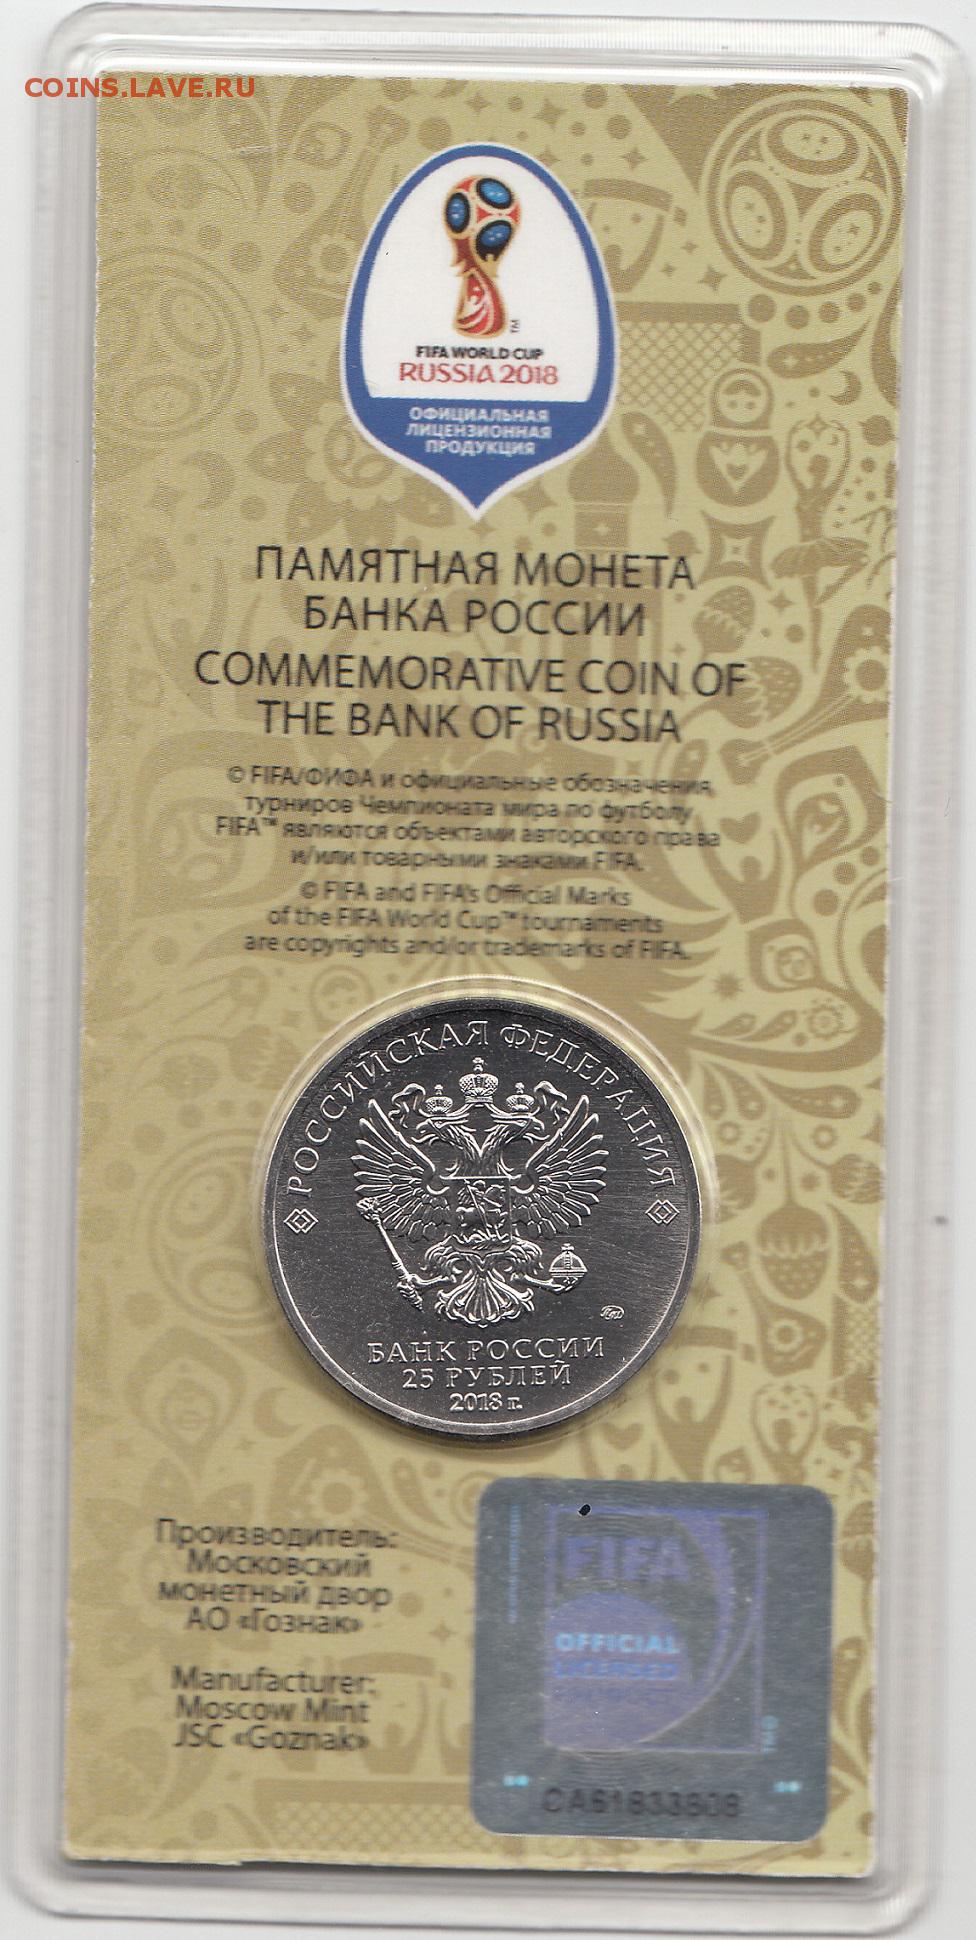 COINS.LAVE.RU
FIFA WORLD CUP
RUSSIA 2018
ОФИЦИАЛЬНАЯ
ЛИЦЕНЗИОННАЯ
ПРОДУКЦИЯ
ПАМЯТНАЯ МОНЕТА
БАНКА РОССИИ
COMMEMORATIVE COIN OF
THE BANK OF RUSSIA
© FIFA/ФИФА и официальные обозначения
турниров Чемпионата мира по футболу
FIFA™ являются объектами авторского права
и/или товарными знаками FIFA.
© FIFA and FIFA's Official Marks
of the FIFA World Cup™ tournaments
are copyrights and/or trademarks of FIFA.
РОССИЙСКАЯ ФЕДЕРАЦИЯ
БАНК РОССИИ
25 РУБЛЕЙ
2018 г.
Производитель:
Московский
монетный двор
АО «Гознак»
Manufacturer:
Moscow Mint
JSC «Goznak»
FIFA
OFFICIAL
LICENSED
CA61833808